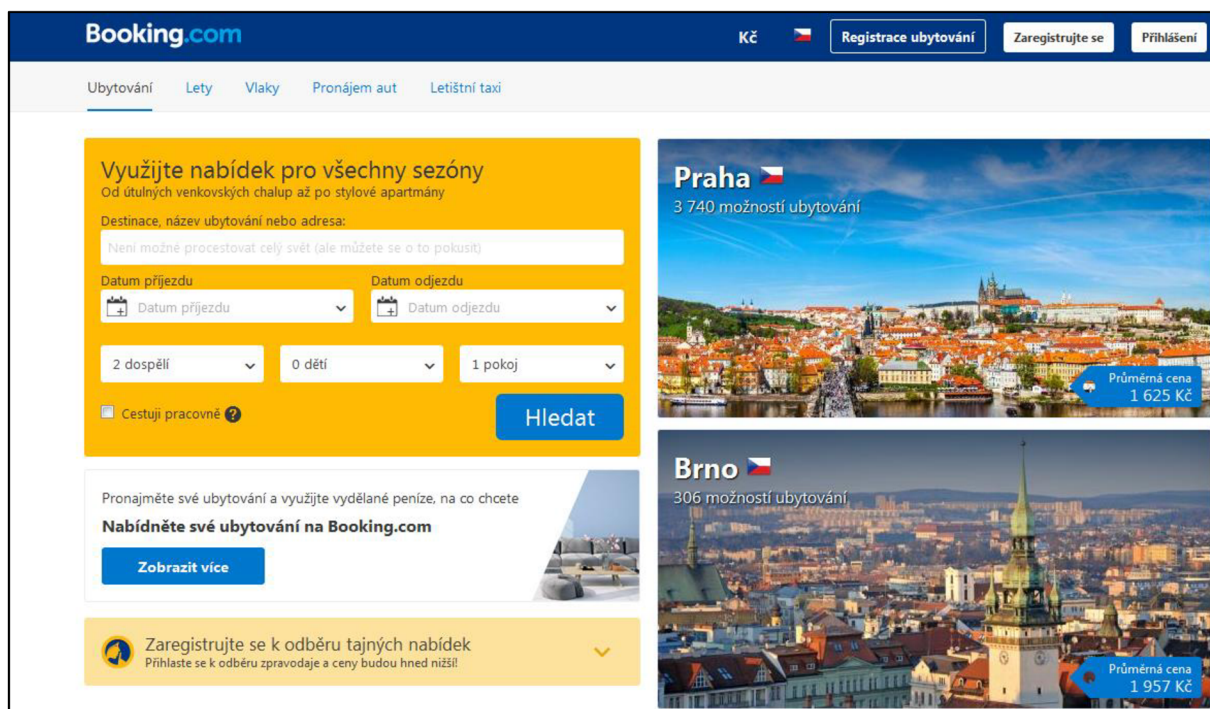 Booking.com
Kč
Registrace ubytování
Zaregistrujte se
Přihlášení
Ubytování
Lety
Vlaky
Pronájem aut
Letištní taxi
Využijte nabídek pro všechny sezóny
Od útulných venkovských chalup až po stylové apartmány
Destinace, název ubytování nebo adresa:
Není možné procestovat celý svět (ale můžete se o to pokusit)
Datum příjezdu
Datum odjezdu
Datum příjezdu
Datum odjezdu
2 dospělí
0 dětí
1 pokoj
Cestuji pracovně ?
Hledat
Pronajměte své ubytování a využijte vydělané peníze, na co chcete
Nabídněte své ubytování na Booking.com
Zobrazit více
Zaregistrujte se k odběru tajných nabídek
Přihlaste se k odběru zpravodaje a ceny budou hned nižší!
Praha
3 740 možností ubytování
Průměrná cena
1 625 Kč
Brno
306 možností ubytování
Průměrná cena
1 957 Kč